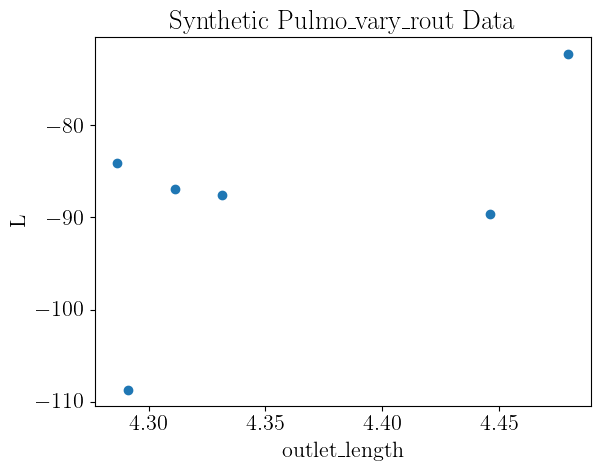 Synthetic Pulmo_vary_rout Data
L
−80
−90
−100
−110
4.30 4.35 4.40 4.45
outlet_length